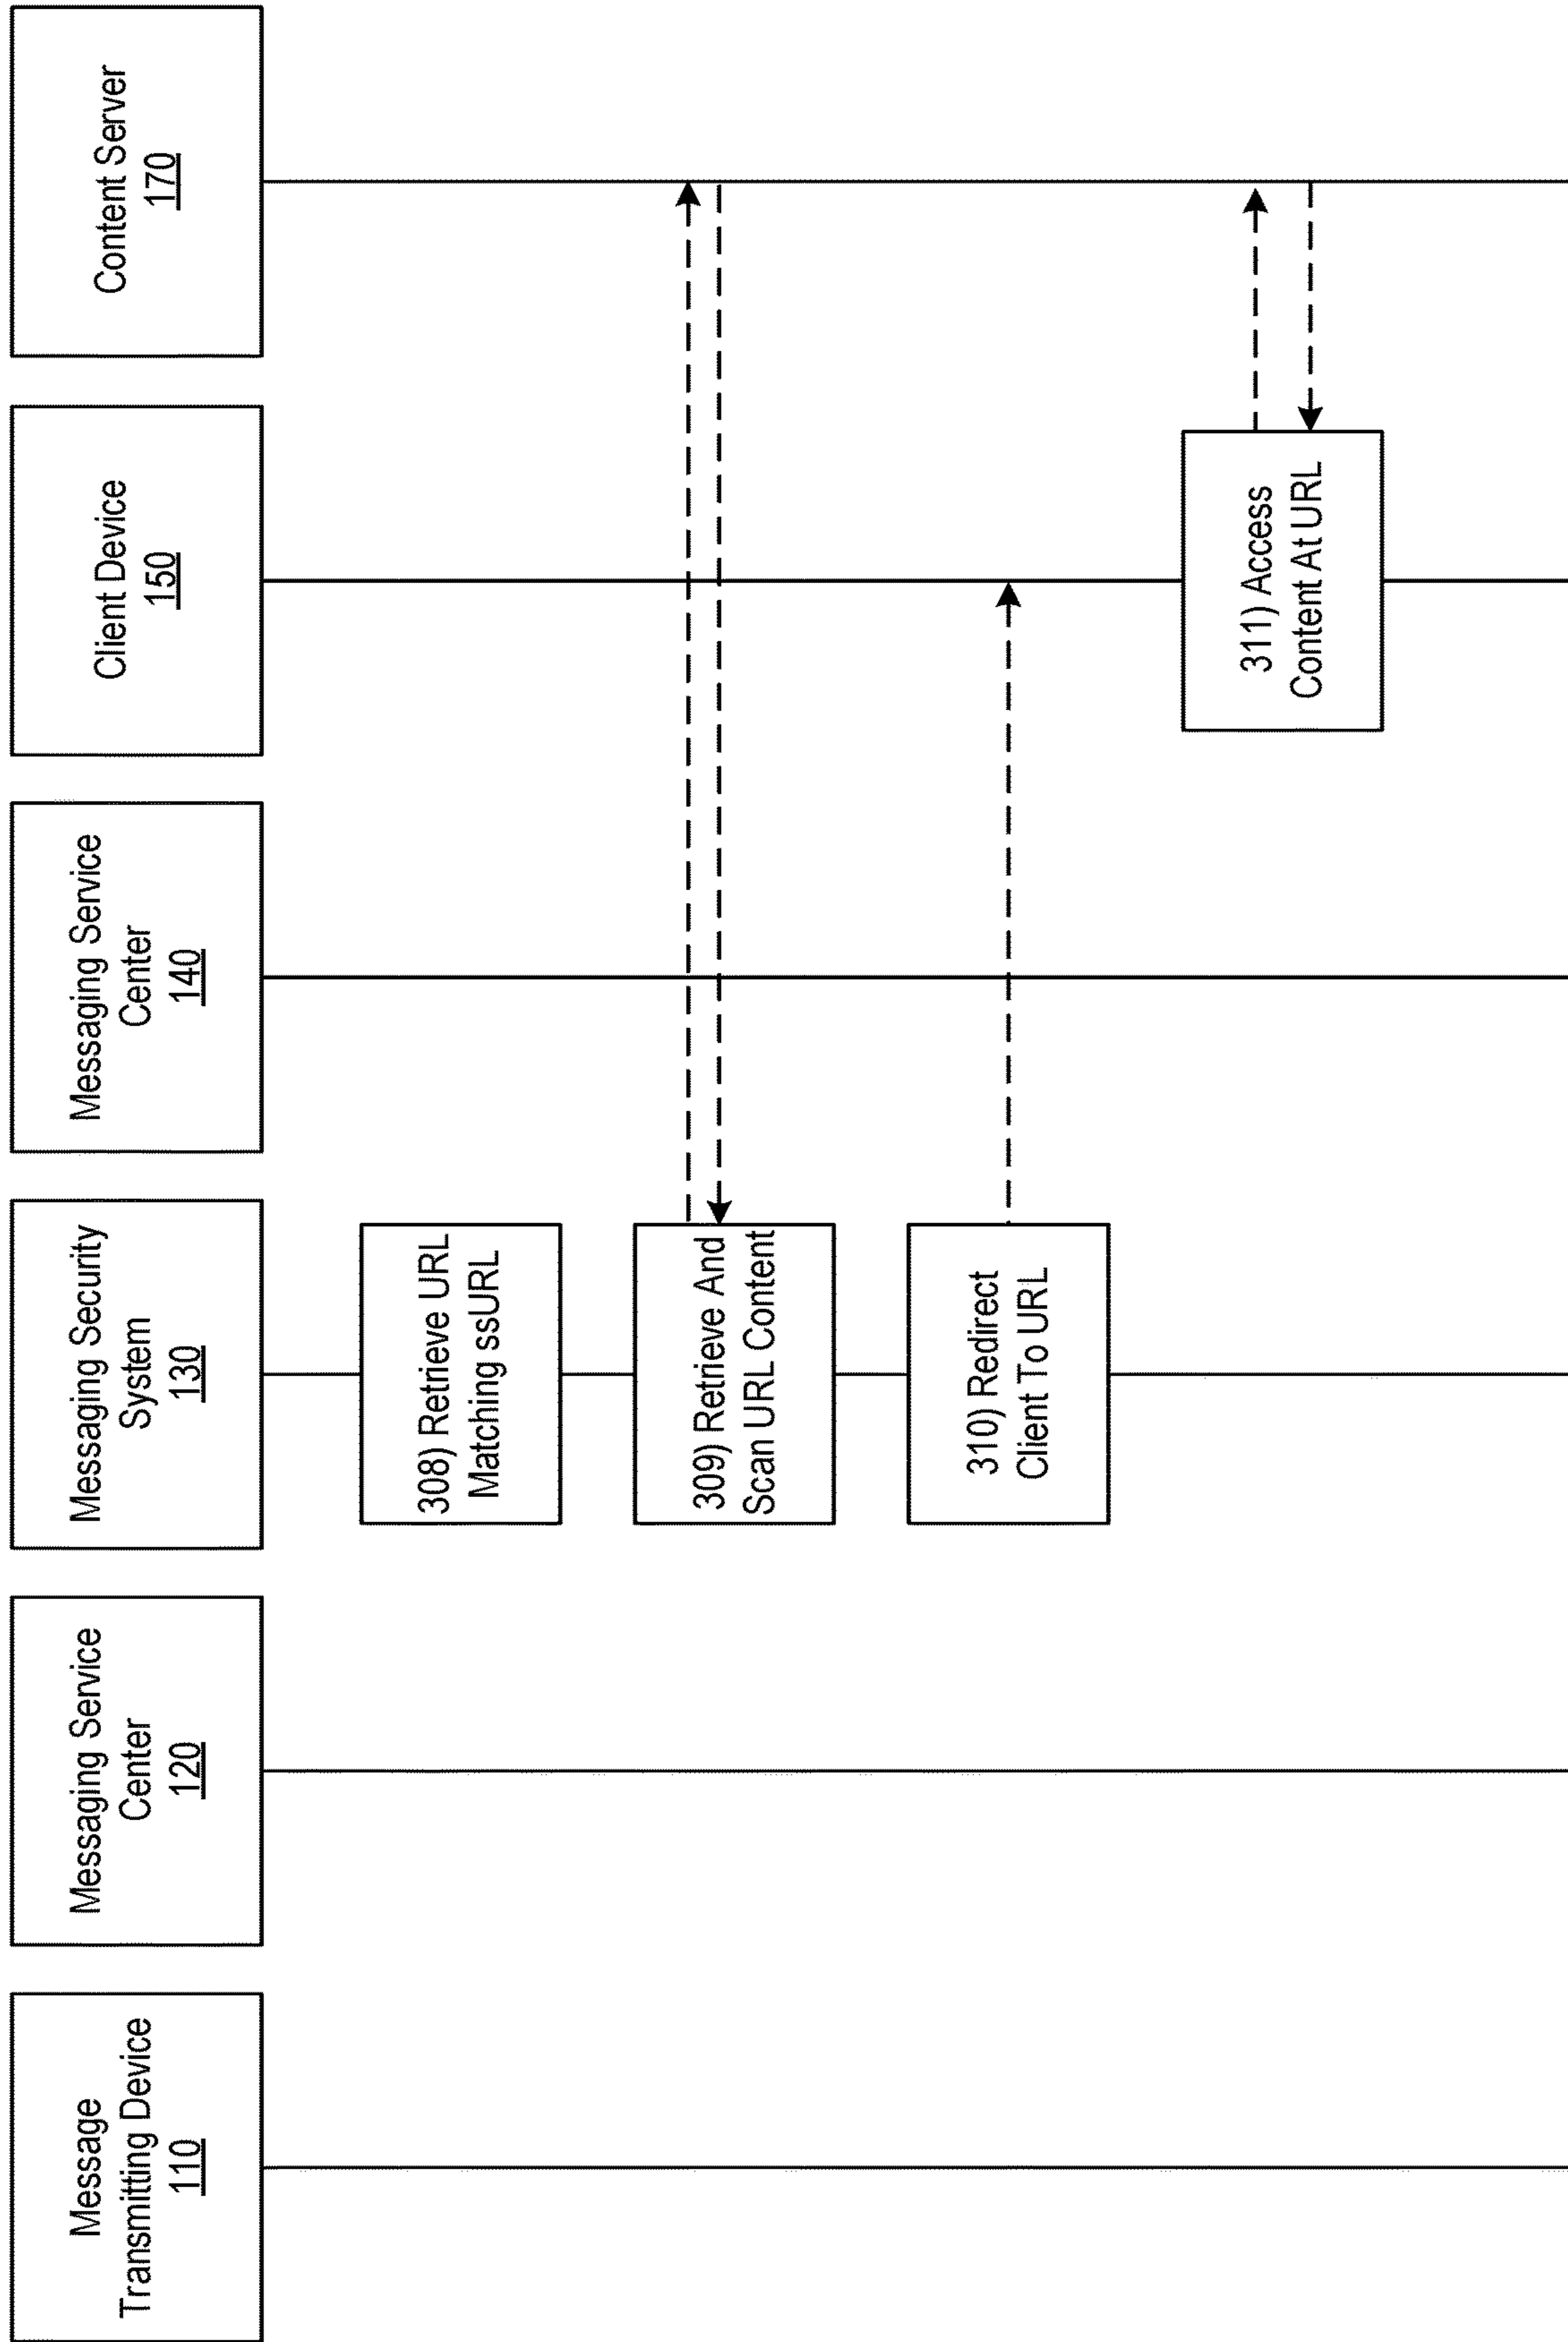 Message
Transmitting Device
110
Messaging Service
Center
120
Messaging Security
System
130
Messaging Service
Center
140
Client Device
150
Content Server
170
308) Retrieve URL
Matching ssURL
309) Retrieve And
Scan URL Content
310) Redirect
Client To URL
311) Access
Content At URL